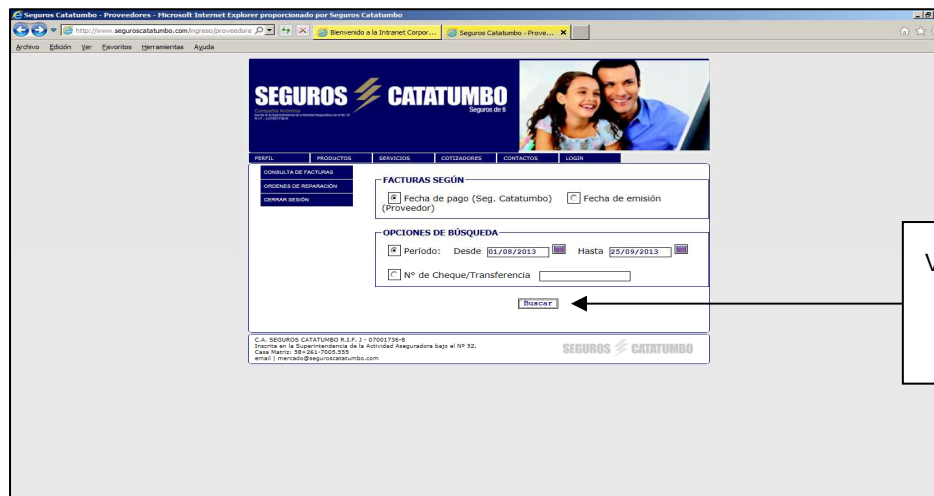 Seguros Catatumbo - Proveedores - Microsoft Internet Explorer proporcionado por Seguros Catatumbo
http://www.seguroscatatumbo.com/ingreso/proveedore
Bienvenido a la Intranet Corpor...
Seguros Catatumbo - Prove...
Archivo Edición Ver Favoritos Herramientas Ayuda
SEGUROS CATATUMBO
Compañía Anónima
Seguros de ti
PERFIL PRODUCTOS SERVICIOS COTIZADORES CONTACTOS LOGIN
CONSULTA DE FACTURAS
ORDENES DE REPARACIÓN
CERRAR SESIÓN
FACTURAS SEGÚN
Fecha de pago (Seg. Catatumbo) Fecha de emisión
(Proveedor)
OPCIONES DE BÚSQUEDA
Período: Desde 01/08/2013 Hasta 25/09/2013
Nº de Cheque/Transferencia
Buscar
V
C.A. SEGUROS CATATUMBO R.I.F. J - 07001736-8
Inscrita en la Superintendencia de la Actividad Aseguradora bajo el Nº 52.
Casa Matriz: 58+261-7005.555
email | mercado@seguroscatatumbo.com
SEGUROS CATATUMBO